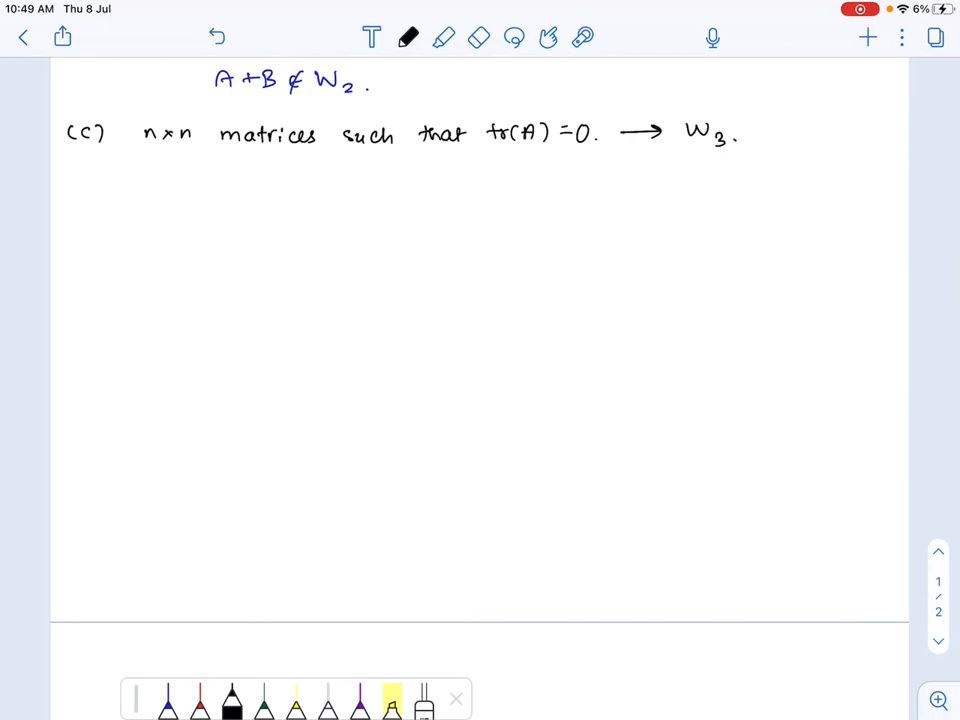 10:49 AM Thu 8 Jul 6%
T
A+B ∉ W₂.
(c) n×n matrices such that tr(A)=0. → W₃.
1
/
2